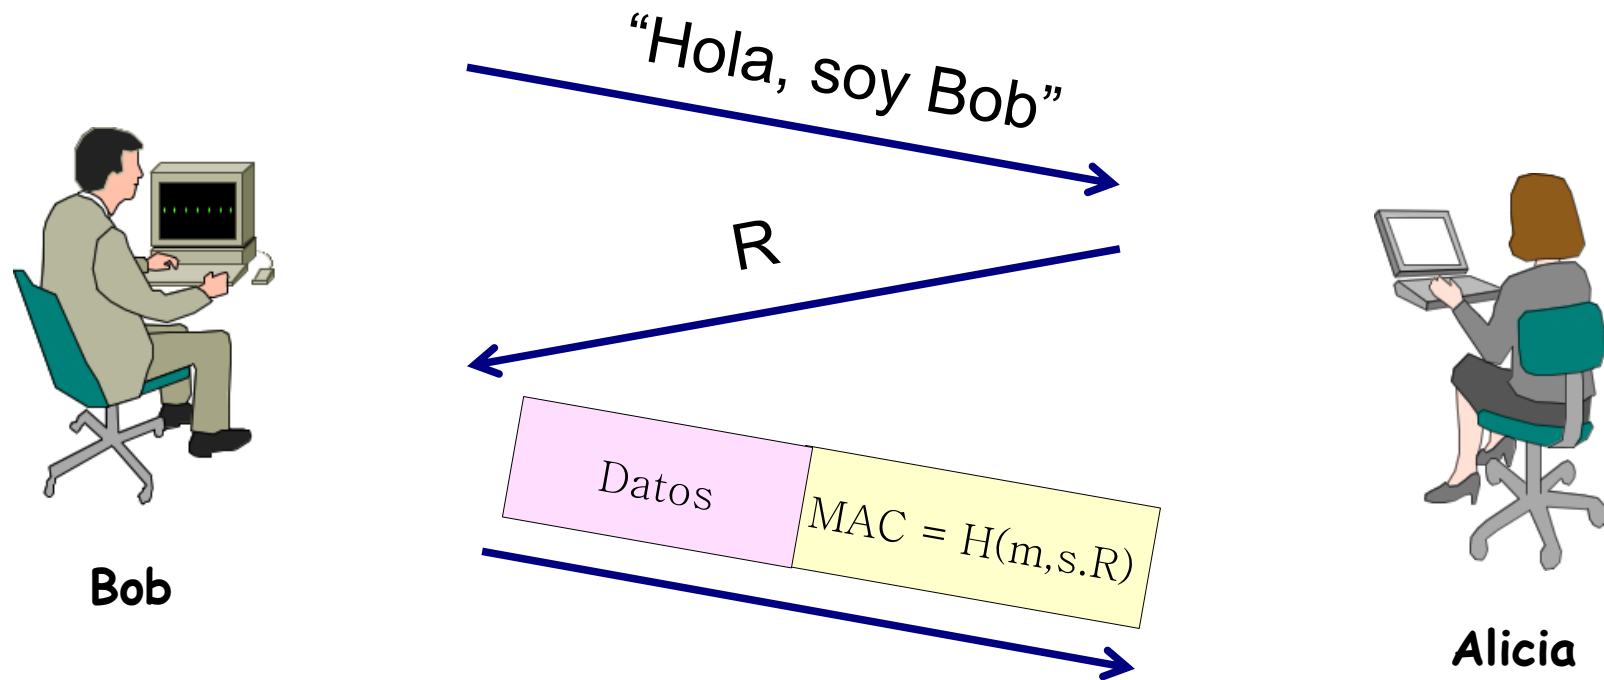 “Hola, soy Bob”
R
Datos
MAC = H(m,s.R)
Bob
Alicia